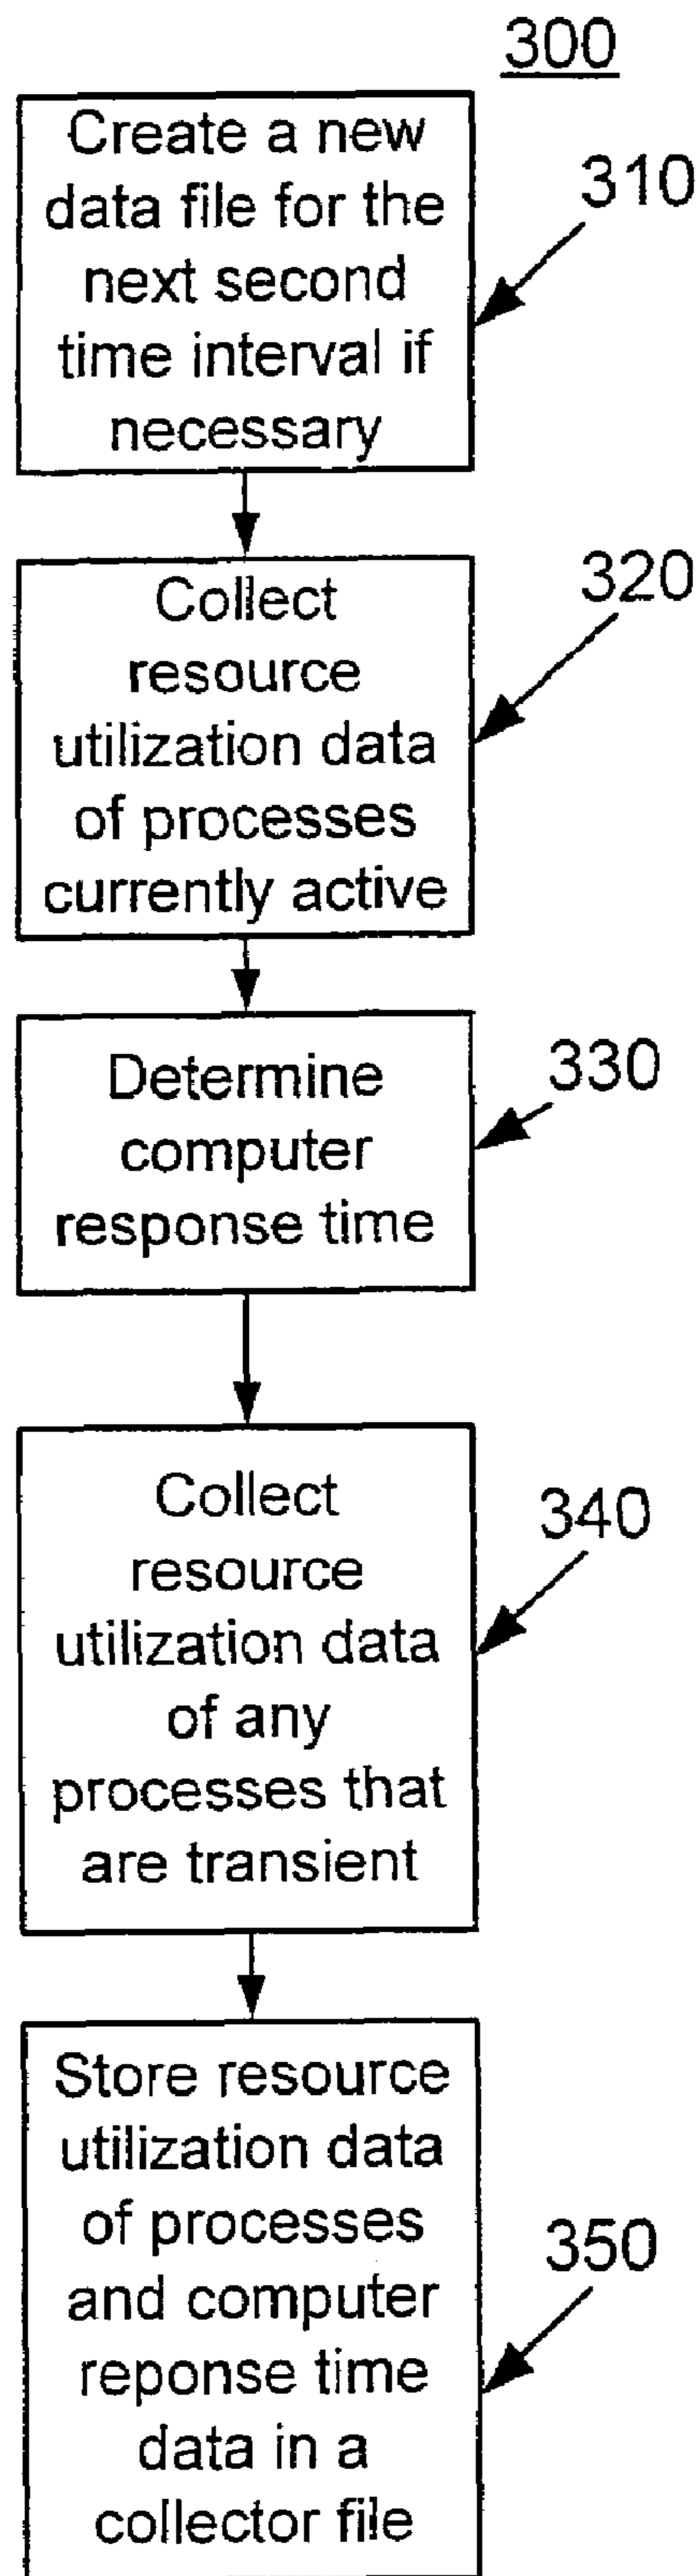 300
Create a new
data file for the
next second
time interval if
necessary
310
Collect
resource
utilization data
of processes
currently active
320
Determine
computer
response time
330
Collect
resource
utilization data
of any
processes that
are transient
340
Store resource
utilization data
of processes
and computer
reponse time
data in a
collector file
350